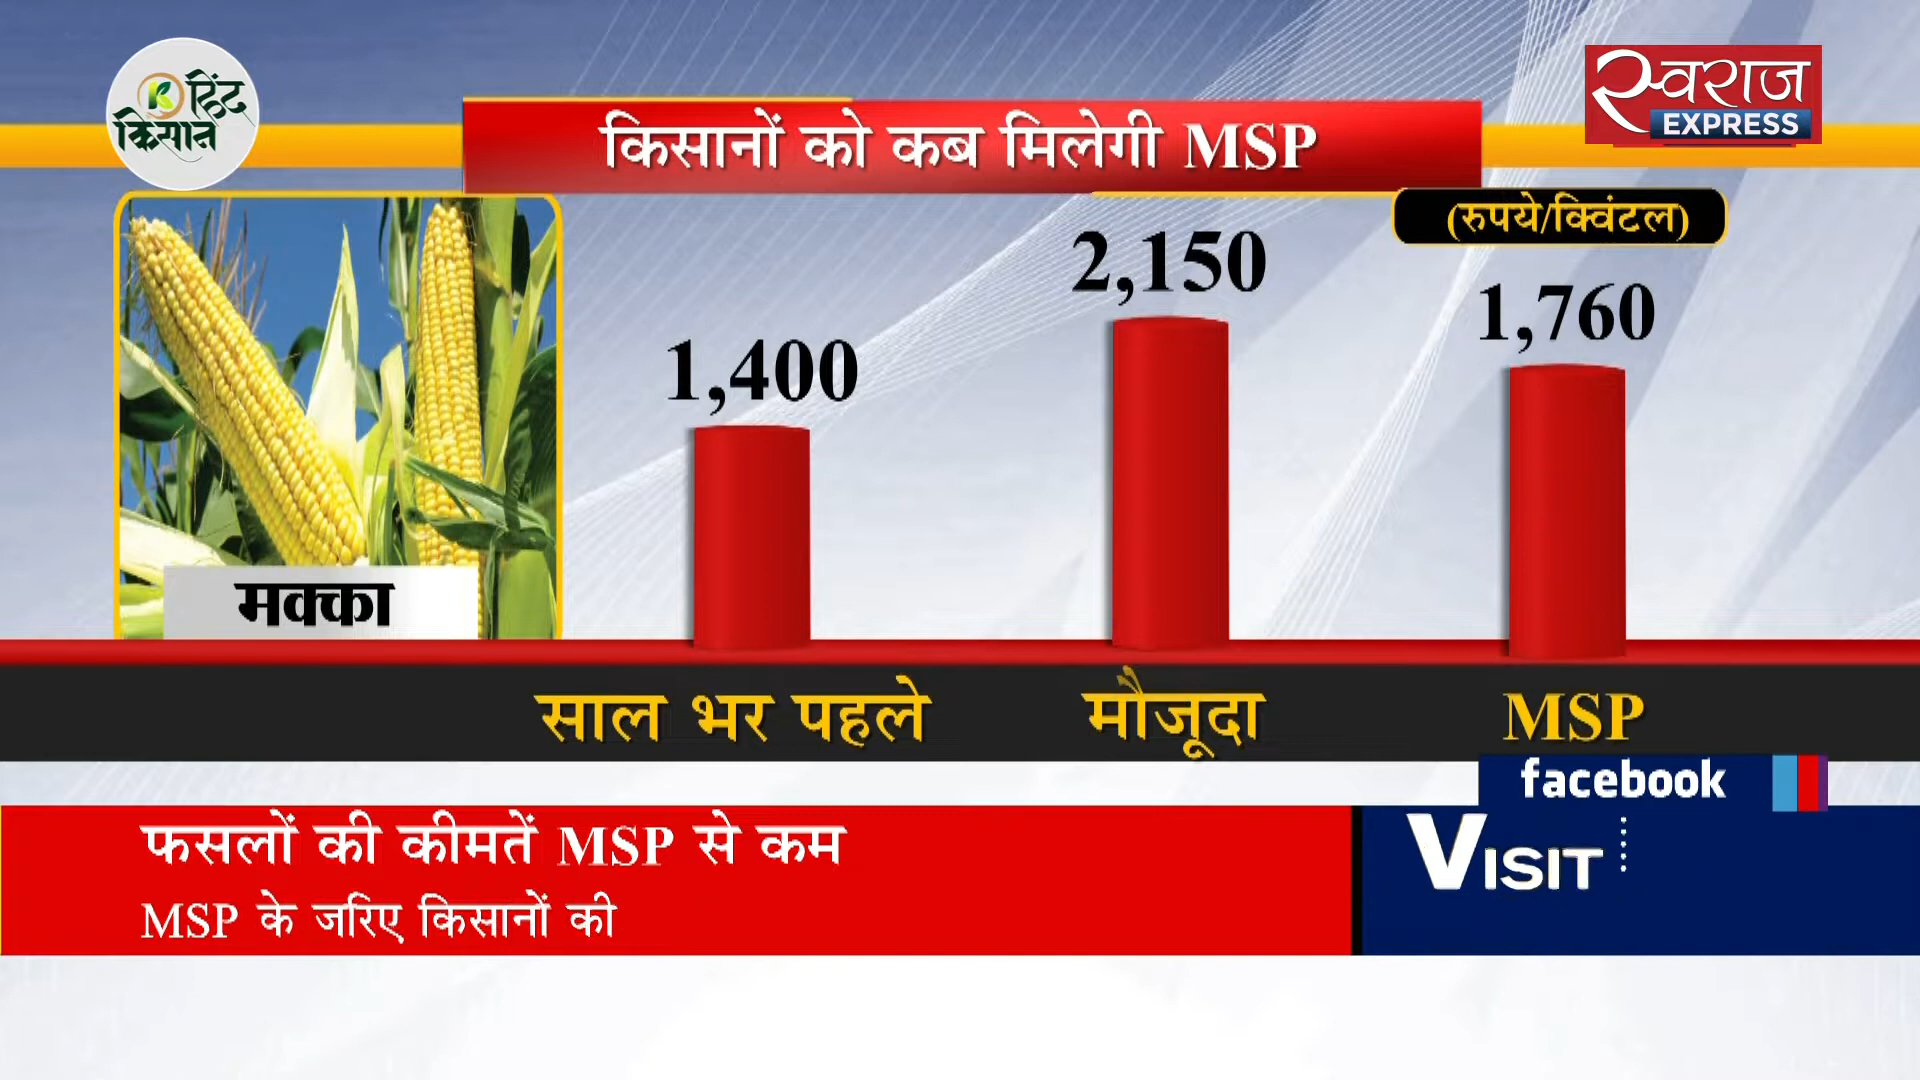 हिंद
किसान
स्वराज
EXPRESS
किसानों को कब मिलेगी MSP
(रुपये/क्विंटल)
1,400
2,150
1,760
मक्का
साल भर पहले
मौजूदा
MSP
facebook
फसलों की कीमतें MSP से कम
MSP के जरिए किसानों की
VISIT